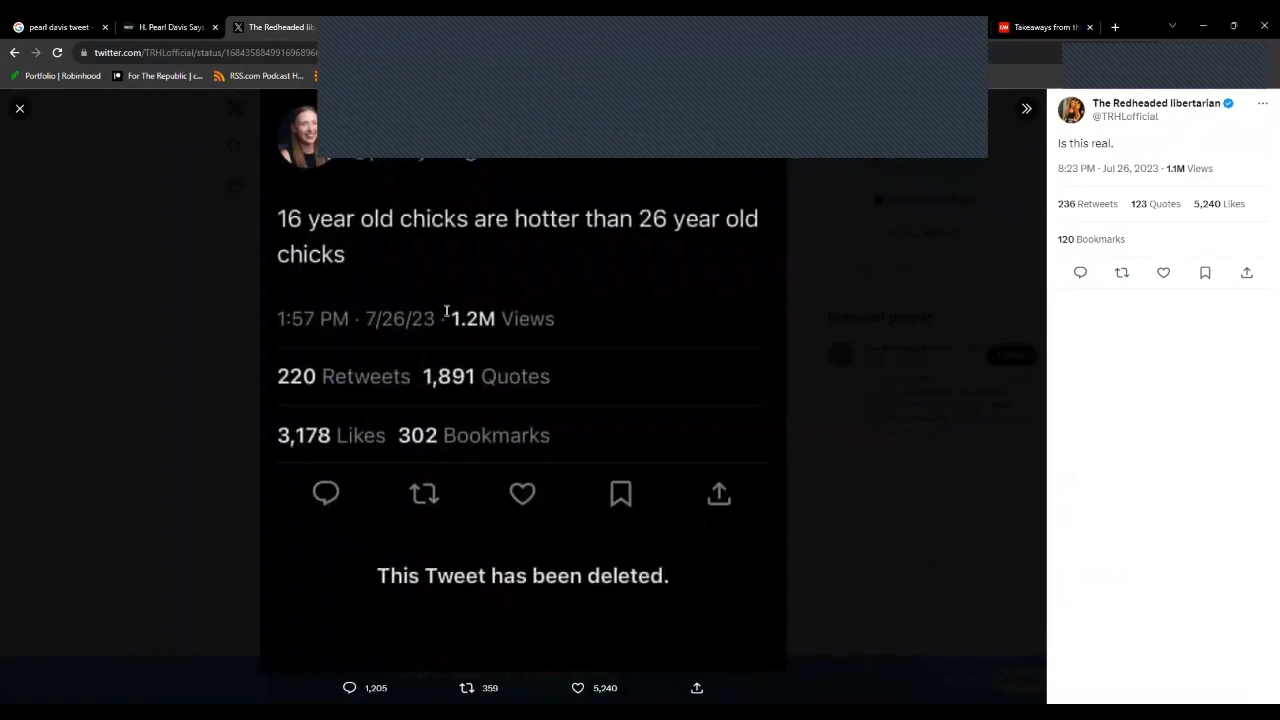 pearl davis tweet -
H. Pearl Davis Says
The Redheaded lib
Takeaways from th
twitter.com/TRHLofficial/status/168435884991696896
Portfolio | Robinhood
For The Republic | c...
RSS.com Podcast H...
16 year old chicks are hotter than 26 year old
chicks
1:57 PM · 7/26/23 · 1.2M Views
220 Retweets 1,891 Quotes
3,178 Likes 302 Bookmarks
This Tweet has been deleted.
1,205 359 5,240
The Redheaded libertarian
@TRHLofficial
Is this real.
8:23 PM · Jul 26, 2023 · 1.1M Views
236 Retweets 123 Quotes 5,240 Likes
120 Bookmarks
Relevant people